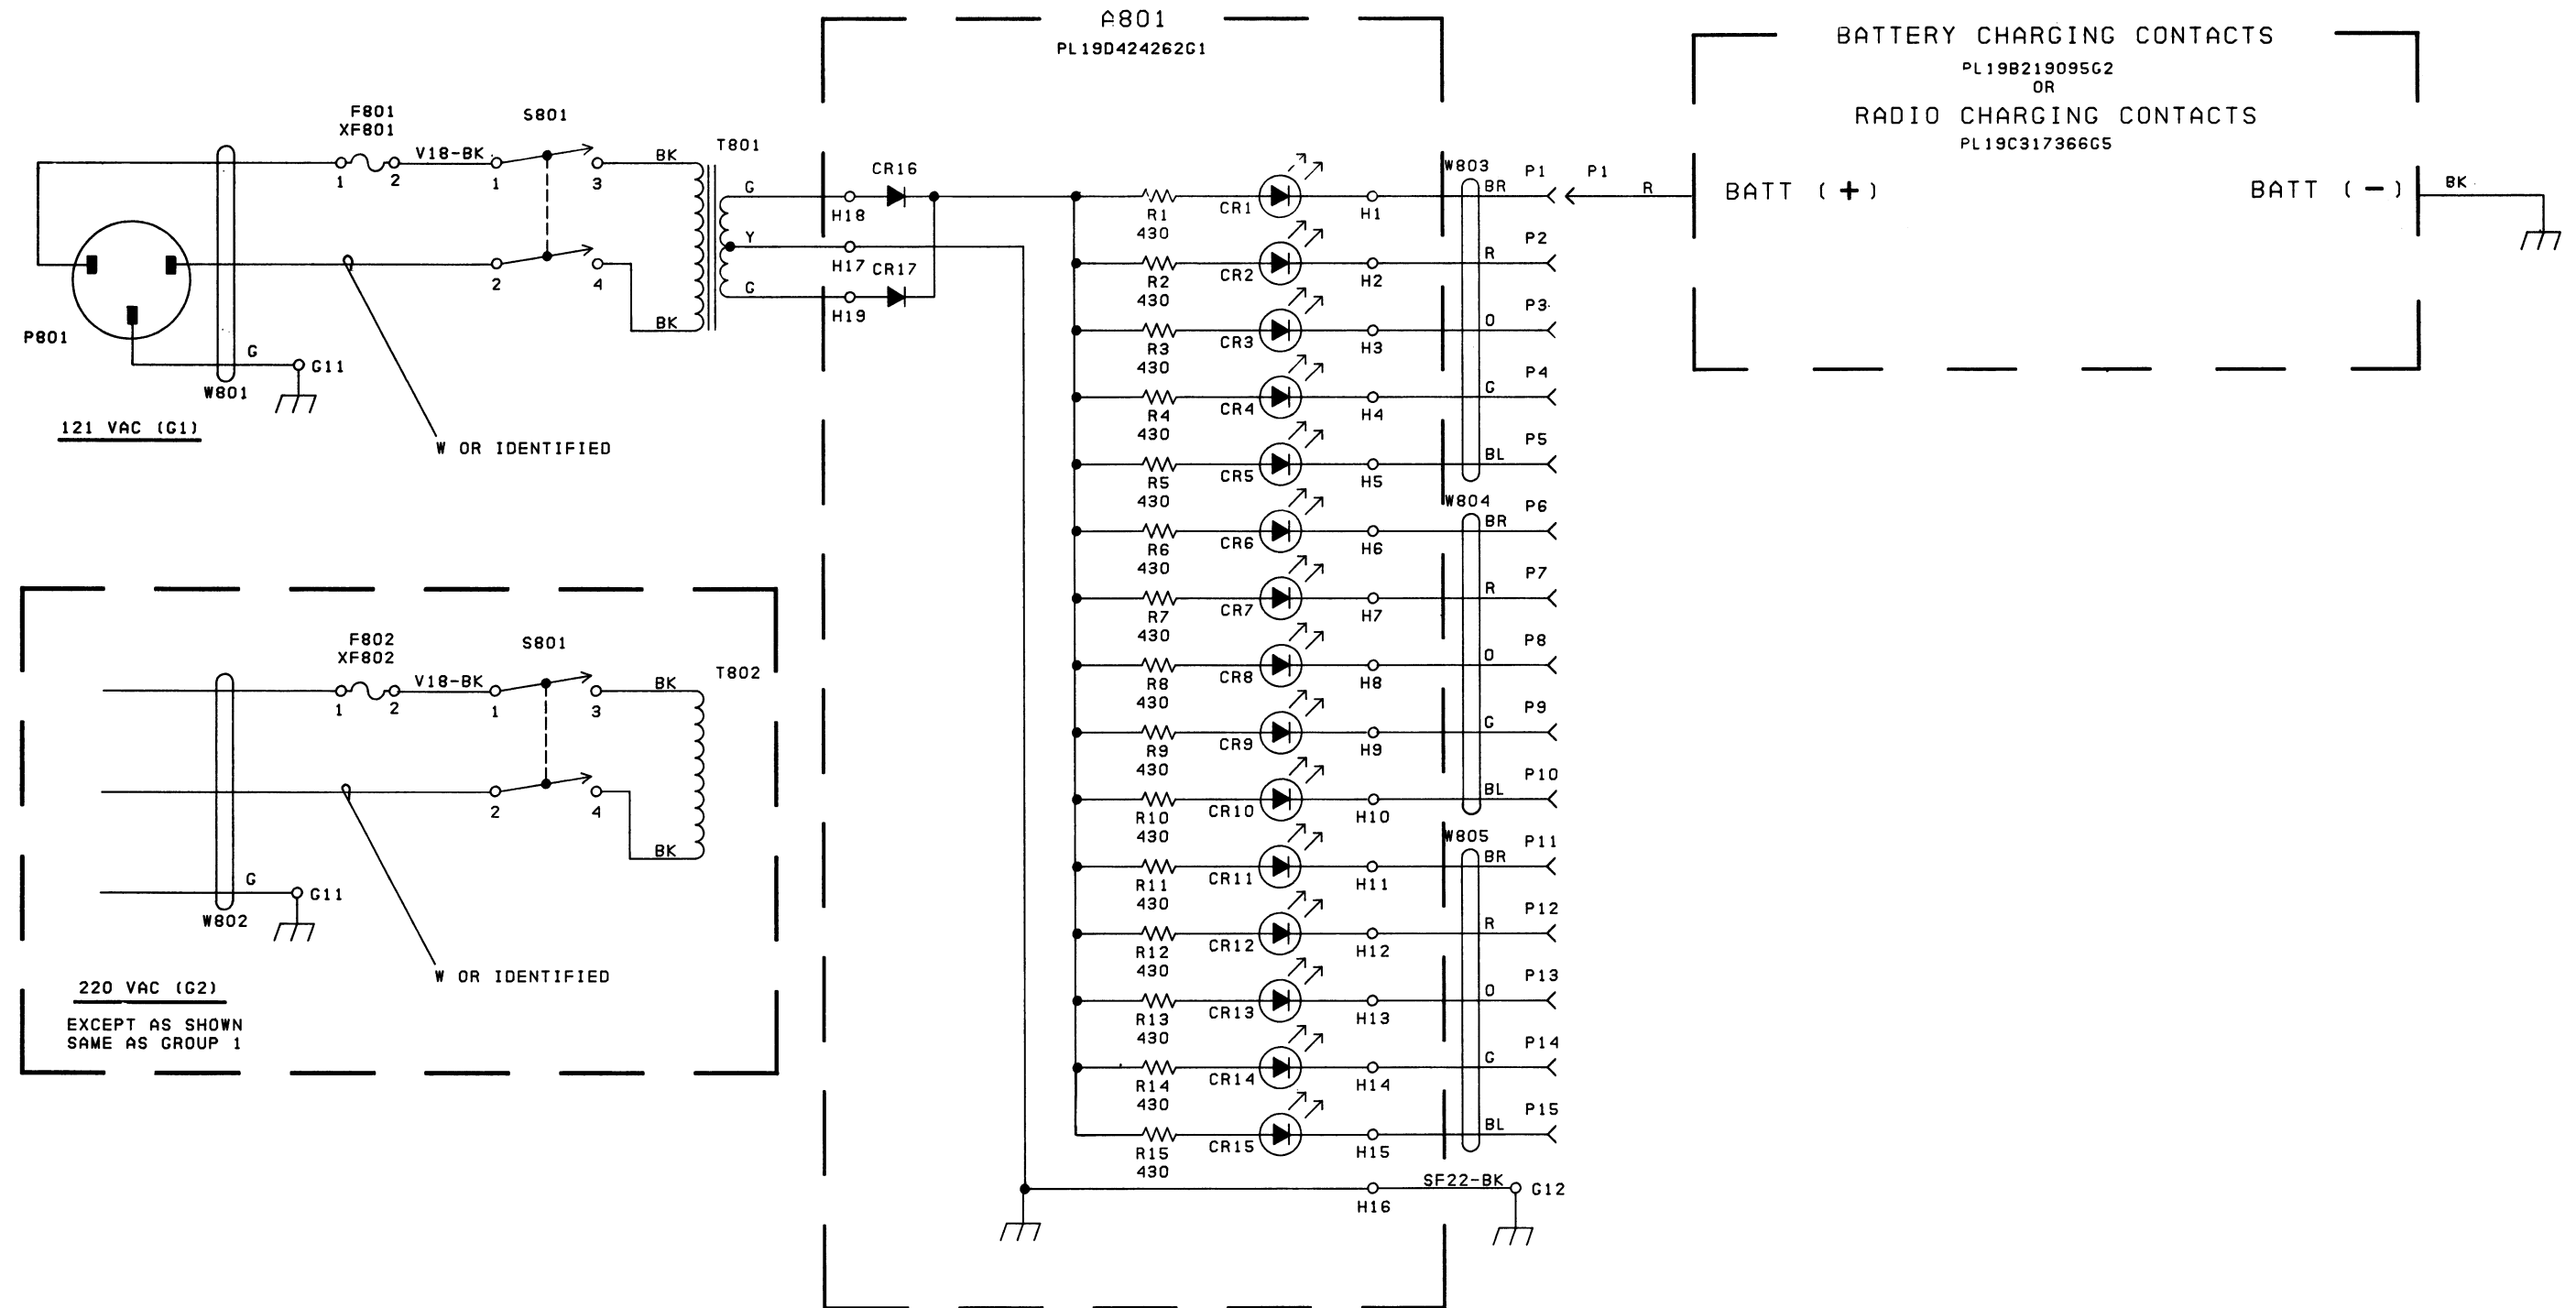 A801
PL19D424262G1
BATTERY CHARGING CONTACTS
PL19B219095G2
OR
RADIO CHARGING CONTACTS
PL19C317366G5
BATT (+)
BATT (-)
BK
P1
R
F801
XF801
S801
T801
V18-BK
1
2
1
3
BK
2
4
BK
P801
G
G11
W801
121 VAC (G1)
W OR IDENTIFIED
G
H18
CR16
Y
H17
CR17
G
H19
W803
R1
430
CR1
H1
BR
P1
R2
430
CR2
H2
R
P2
R3
430
CR3
H3
O
P3
R4
430
CR4
H4
G
P4
R5
430
CR5
H5
BL
P5
W804
R6
430
CR6
H6
BR
P6
R7
430
CR7
H7
R
P7
R8
430
CR8
H8
O
P8
R9
430
CR9
H9
G
P9
R10
430
CR10
H10
BL
P10
W805
R11
430
CR11
H11
BR
P11
R12
430
CR12
H12
R
P12
R13
430
CR13
H13
O
P13
R14
430
CR14
H14
G
P14
R15
430
CR15
H15
BL
P15
SF22-BK
H16
G12
F802
XF802
S801
T802
V18-BK
1
2
1
3
BK
2
4
BK
G
G11
W802
W OR IDENTIFIED
220 VAC (G2)
EXCEPT AS SHOWN
SAME AS GROUP 1